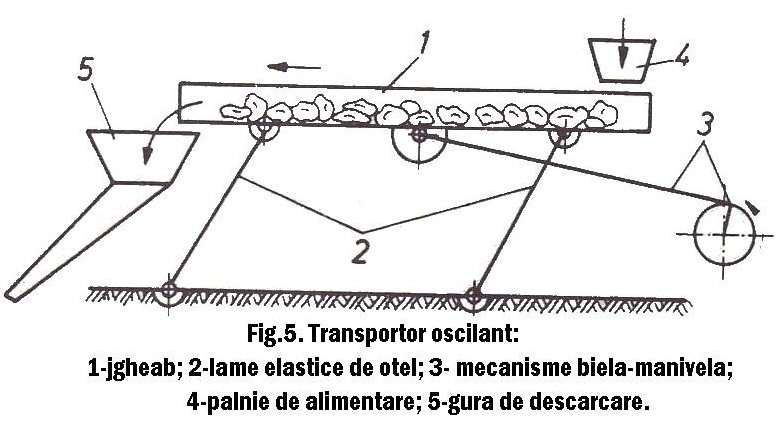 1
4
5
3
2
Fig.5. Transportor oscilant:
1-jgheab; 2-lame elastice de otel; 3- mecanisme biela-manivela;
4-palnie de alimentare; 5-gura de descarcare.